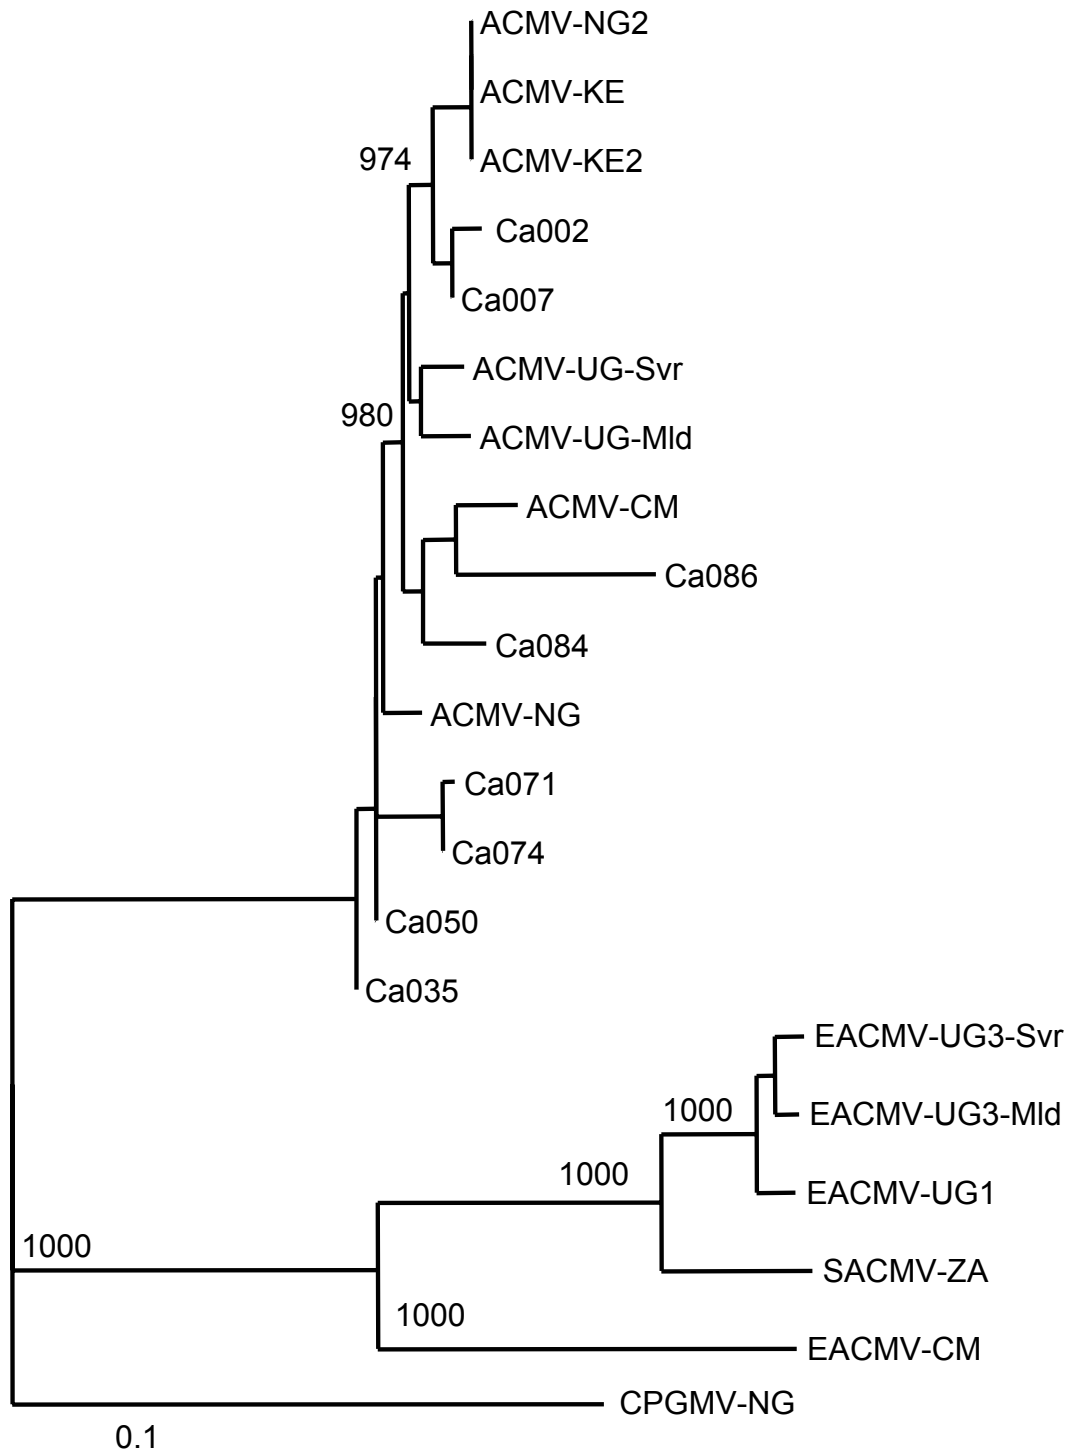 ACMV-NG2
ACMV-KE
974
ACMV-KE2
Ca002
Ca007
ACMV-UG-Svr
980
ACMV-UG-Mld
ACMV-CM
Ca086
Ca084
ACMV-NG
Ca071
Ca074
Ca050
Ca035
EACMV-UG3-Svr
1000
EACMV-UG3-Mld
1000
EACMV-UG1
1000
SACMV-ZA
1000
EACMV-CM
CPGMV-NG
0.1